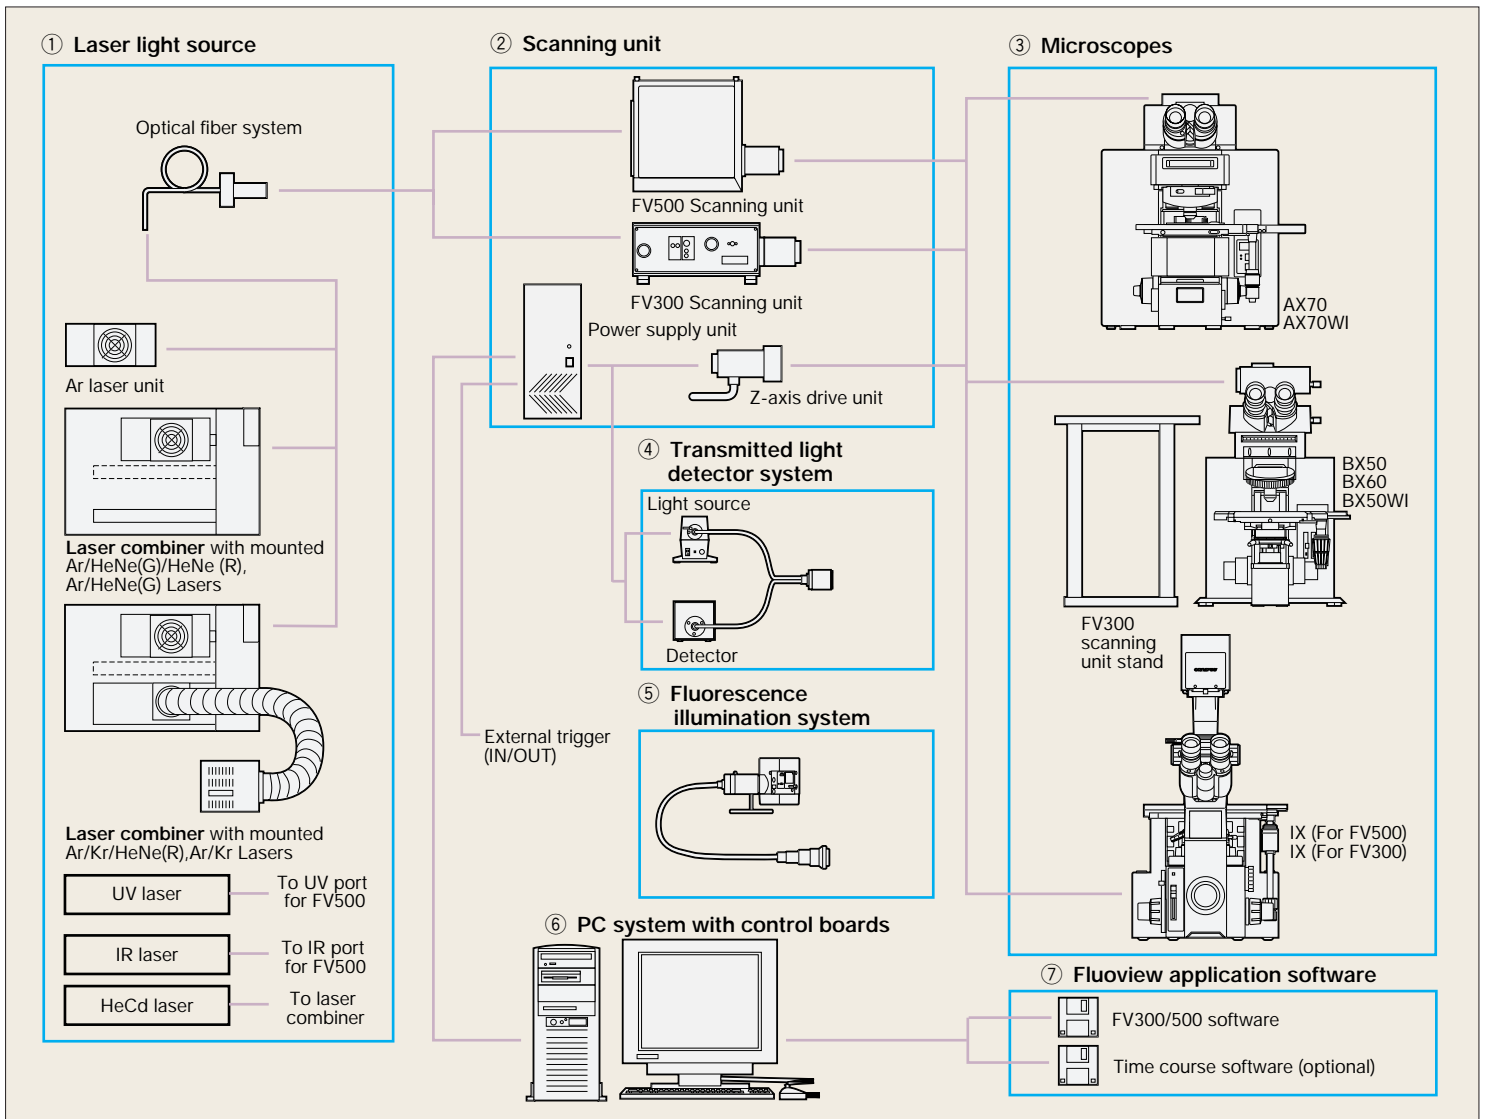 ① Laser light source
Optical fiber system
Ar laser unit
Laser combiner with mounted
Ar/HeNe(G)/HeNe (R),
Ar/HeNe(G) Lasers
Laser combiner with mounted
Ar/Kr/HeNe(R),Ar/Kr Lasers
UV laser
To UV port
for FV500
IR laser
To IR port
for FV500
HeCd laser
To laser
combiner
② Scanning unit
FV500 Scanning unit
FV300 Scanning unit
Power supply unit
Z-axis drive unit
④ Transmitted light
detector system
Light source
Detector
⑤ Fluorescence
illumination system
External trigger
(IN/OUT)
⑥ PC system with control boards
③ Microscopes
AX70
AX70WI
BX50
BX60
BX50WI
FV300
scanning
unit stand
OLYMPUS
IX (For FV500)
IX (For FV300)
⑦ Fluoview application software
FV300/500 software
Time course software (optional)